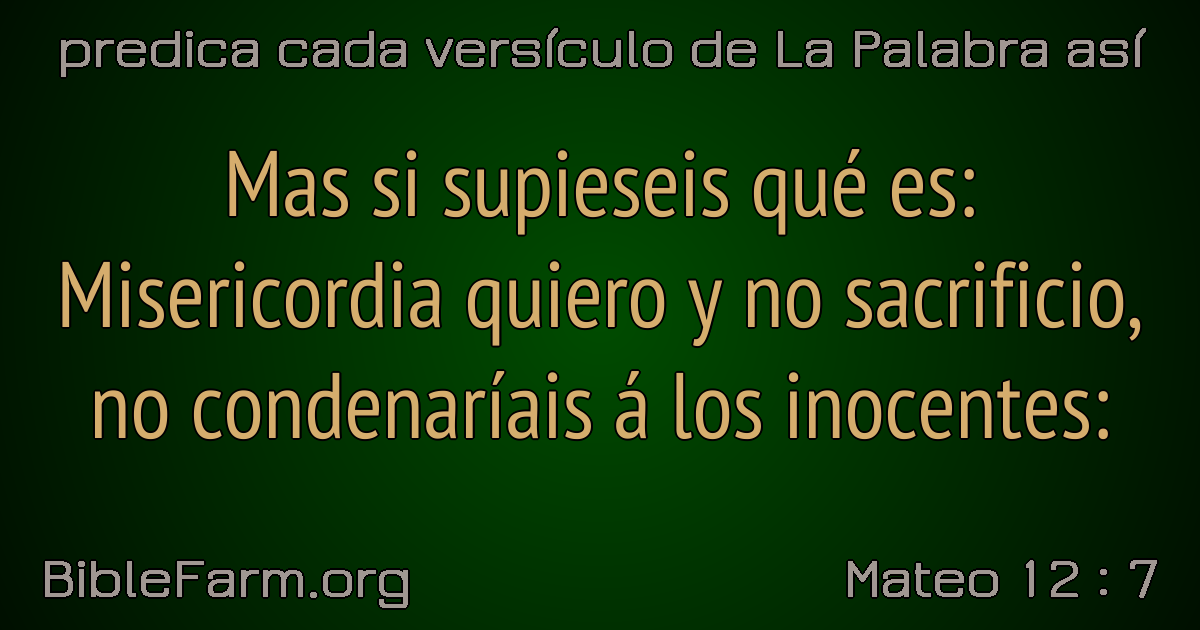 predica cada versículo de La Palabra así
Mas si supieseis qué es:
Misericordia quiero y no sacrificio,
no condenaríais á los inocentes:
BibleFarm.org
Mateo 12 : 7